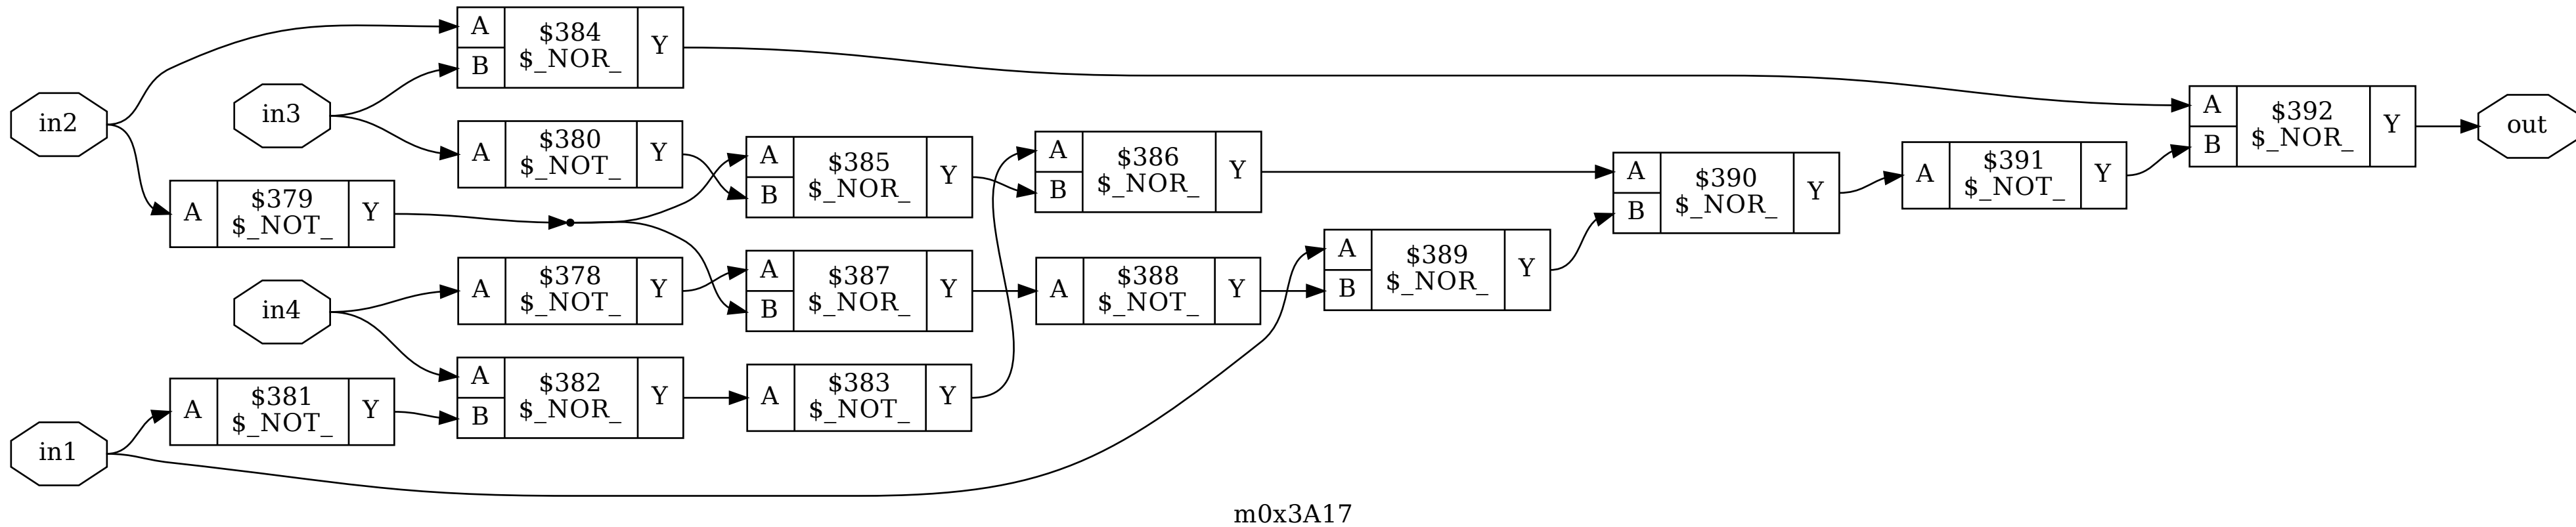 A
$384
$_NOR_
Y
B
in2
in3
A
$380
$_NOT_
Y
A
$379
$_NOT_
Y
A
$385
$_NOR_
Y
B
A
$386
$_NOR_
Y
B
in4
A
$378
$_NOT_
Y
A
$387
$_NOR_
Y
B
A
$388
$_NOT_
Y
A
$389
$_NOR_
Y
B
A
$390
$_NOR_
Y
B
A
$391
$_NOT_
Y
A
$392
$_NOR_
Y
B
out
A
$381
$_NOT_
Y
A
$382
$_NOR_
Y
B
A
$383
$_NOT_
Y
in1
m0x3A17